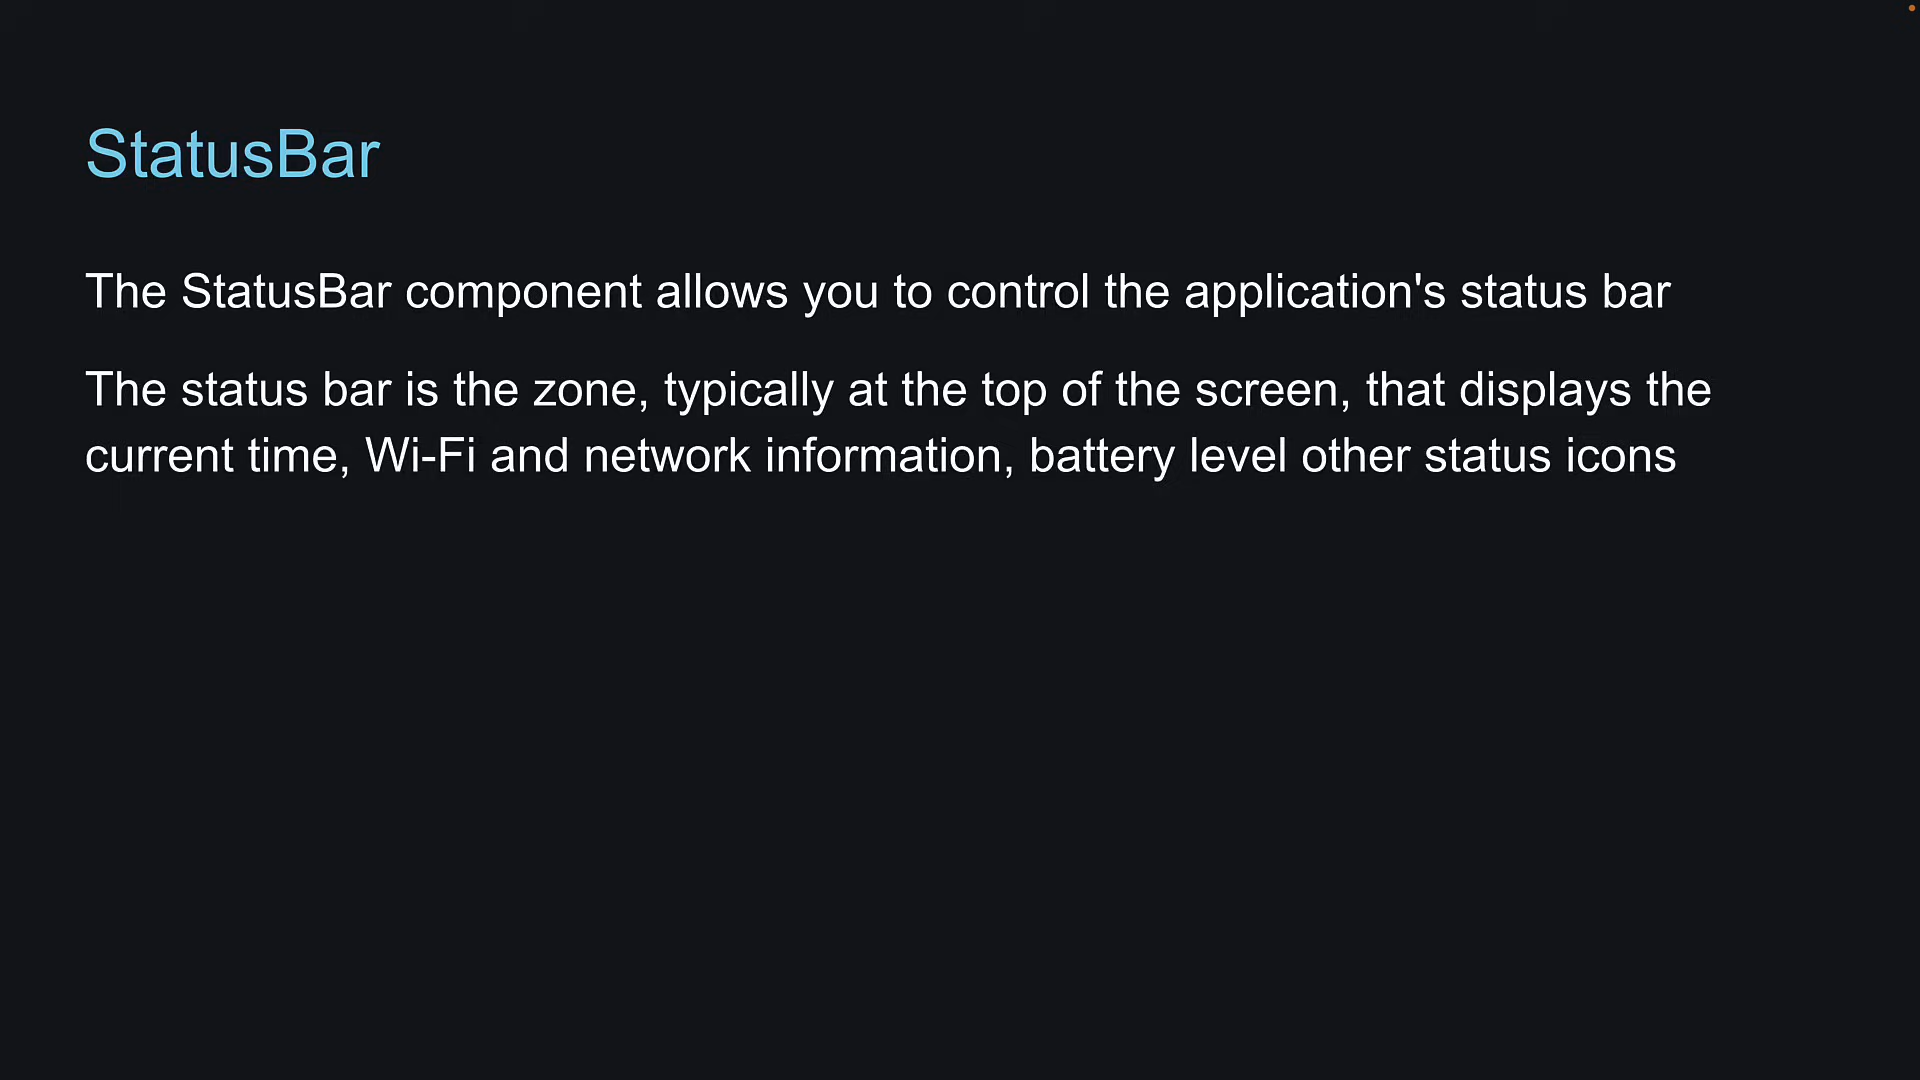 StatusBar
The StatusBar component allows you to control the application's status bar
The status bar is the zone, typically at the top of the screen, that displays the
current time, Wi-Fi and network information, battery level other status icons